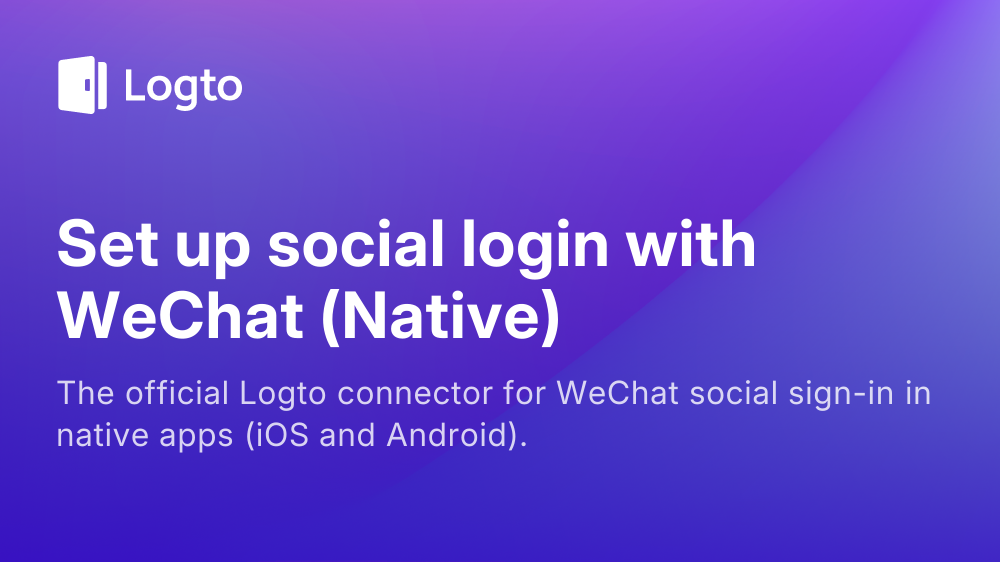 Logto
Set up social login with
WeChat (Native)
The official Logto connector for WeChat social sign-in in
native apps (iOS and Android).